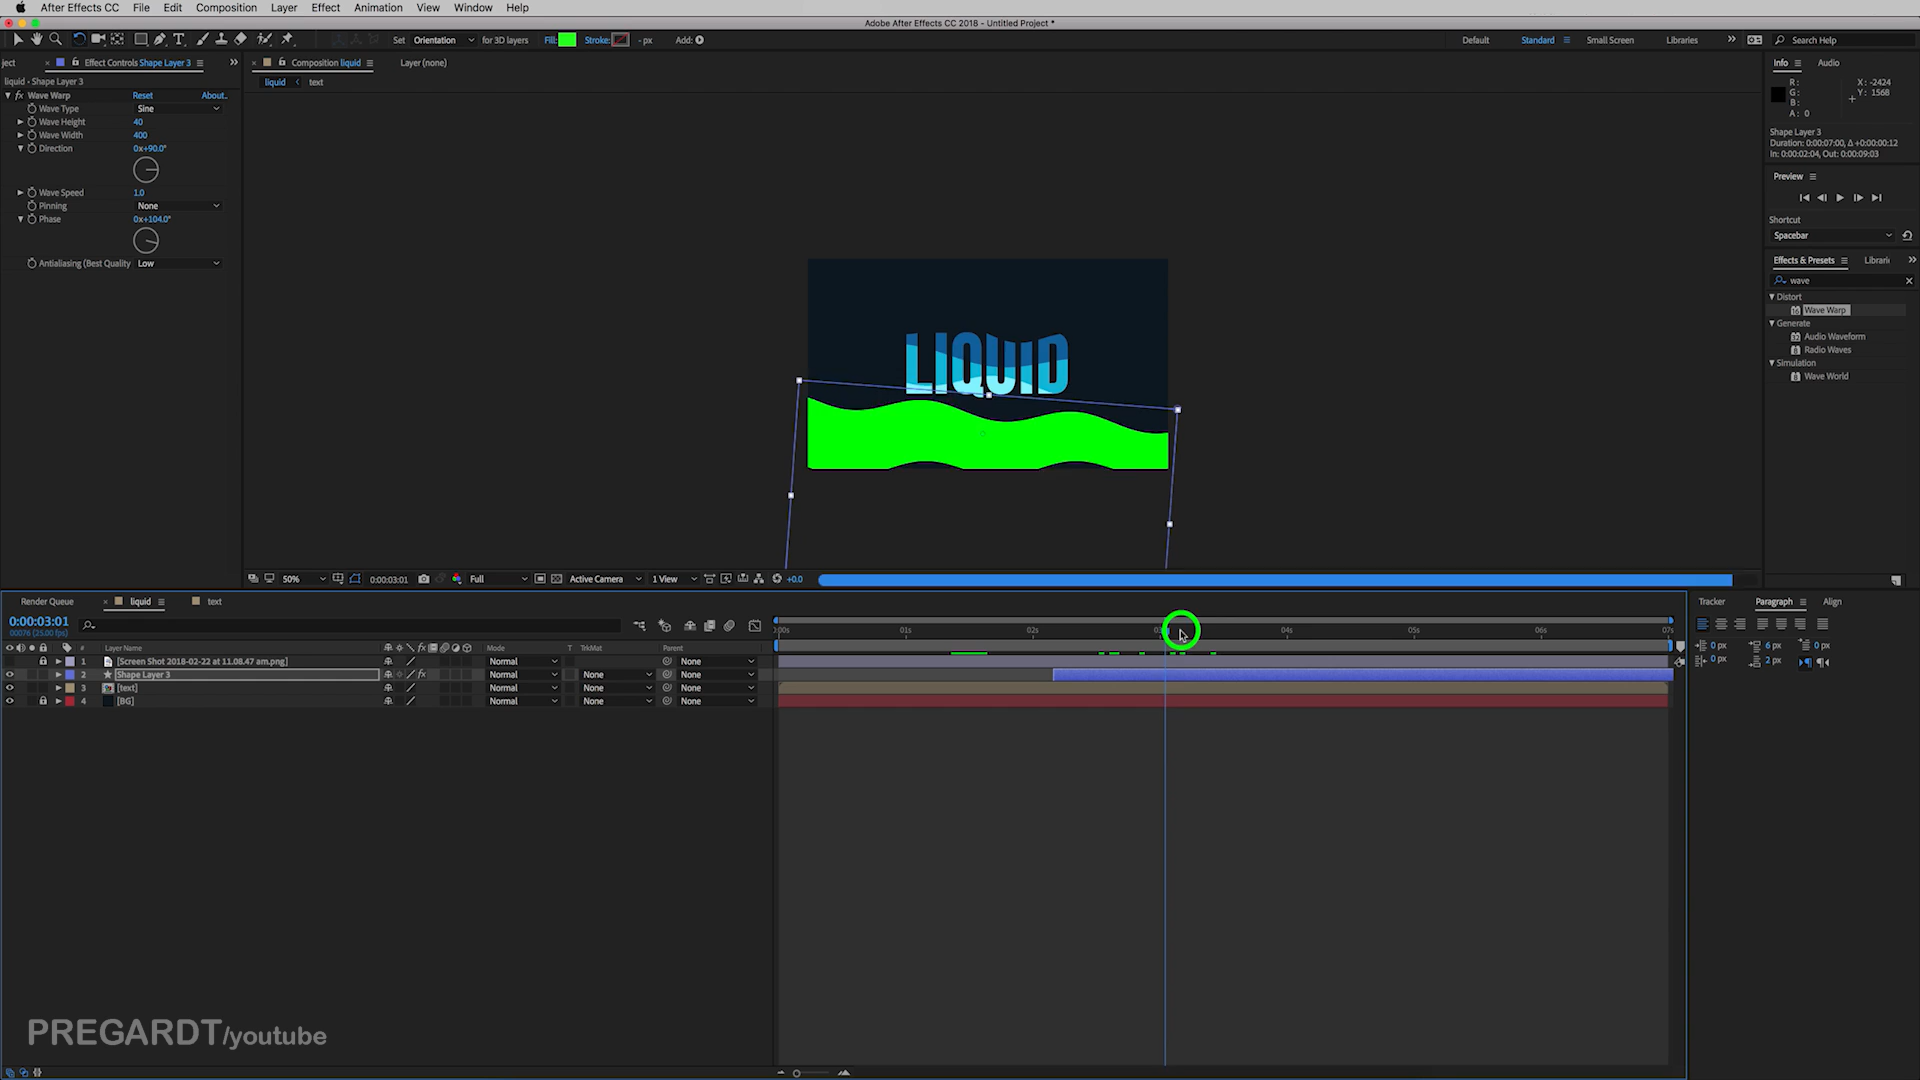 After Effects CC File Edit Composition Layer Effect Animation View Window Help
Adobe After Effects CC 2018 - Untitled Project *
Set Orientation for 3D layers Fill: Stroke: - px Add: Default Standard Small Screen Libraries Search Help
ject Effect Controls Shape Layer 3 Composition liquid Layer (none) Info Audio
liquid • Shape Layer 3 liquid text
Wave Warp Reset About..
Wave Type Sine
Wave Height 40
Wave Width 400
Direction 0x+90.0°
Wave Speed 1.0
Pinning None
Phase 0x+104.0°
Antialiasing (Best Quality Low
R:
G:
B:
A: 0
X: -2424
Y: 1568
Shape Layer 3
Duration: 0:00:07:00, Δ +0:00:00:12
In: 0:00:02:04, Out: 0:00:09:03
Preview
Shortcut
Spacebar
Effects & Presets Librari
wave
Distort
Wave Warp
Generate
Audio Waveform
Radio Waves
Simulation
Wave World
LIQUID
50% 0:00:03:01 Full Active Camera 1 View +0.0
Render Queue liquid text
0:00:03:01
00076 (25.00 fps)
:00s 01s 02s 03s 04s 05s 06s 07s
Layer Name Mode T TrkMat Parent
1 [Screen Shot 2018-02-22 at 11.08.47 am.png] Normal None
2 Shape Layer 3 Normal None None
3 [text] Normal None None
4 [BG] Normal None None
Tracker Paragraph Align
0 px 6 px 0 px
0 px 2 px
PREGARDT/youtube